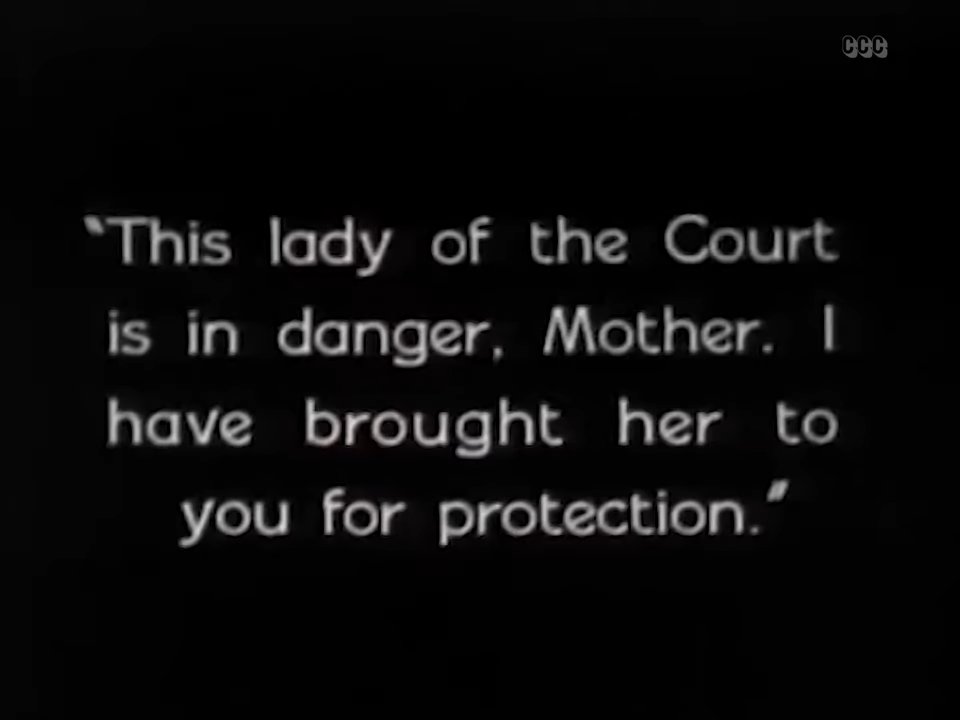 CCC
"This lady of the Court
is in danger, Mother. I
have brought her to
you for protection."